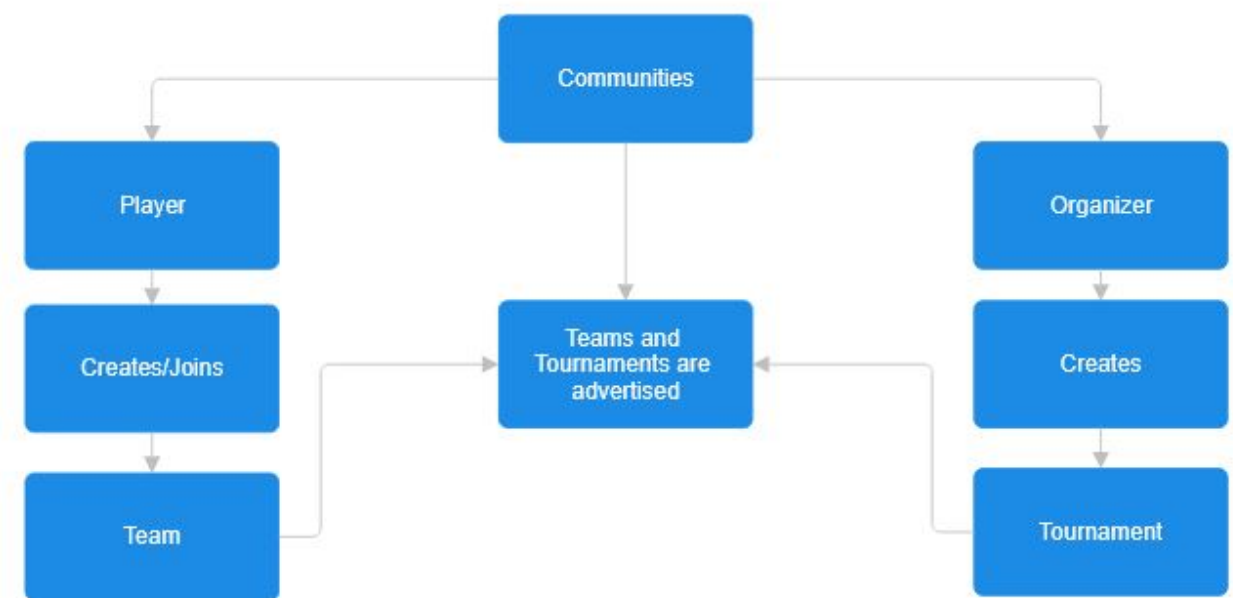 Communities
Player
Organizer
Creates/Joins
Teams and
Tournaments are
advertised
Creates
Team
Tournament